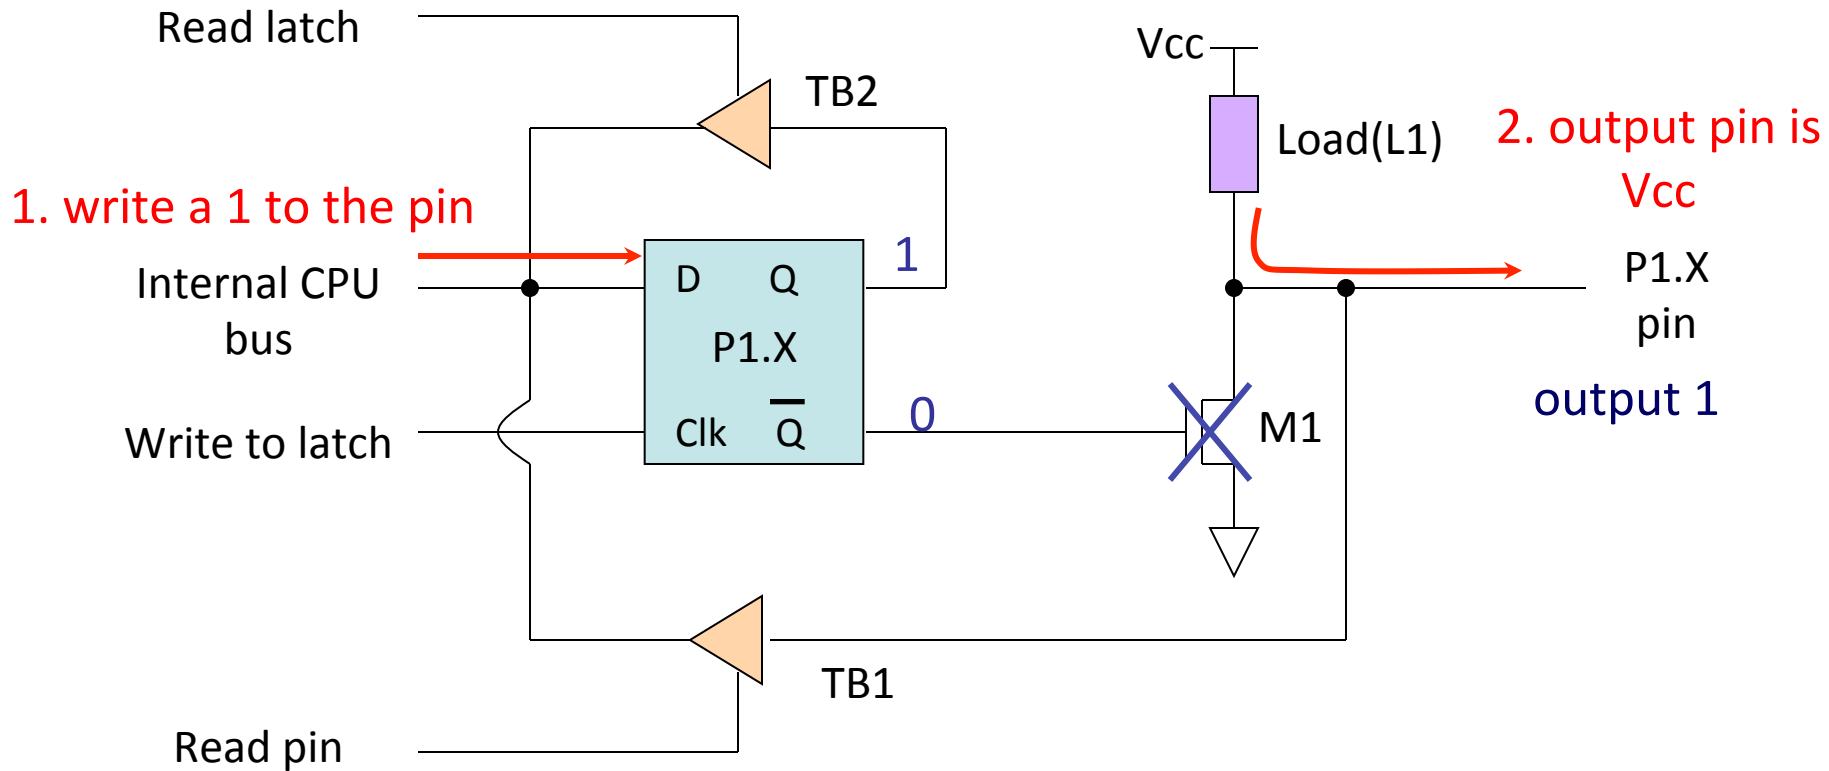 Read latch
Vcc
TB2
Load(L1)
2. output pin is
Vcc
1. write a 1 to the pin
Internal CPU
bus
D Q
1
P1.X
P1.X
pin
Write to latch
Clk Q̅
0
M1
output 1
TB1
Read pin